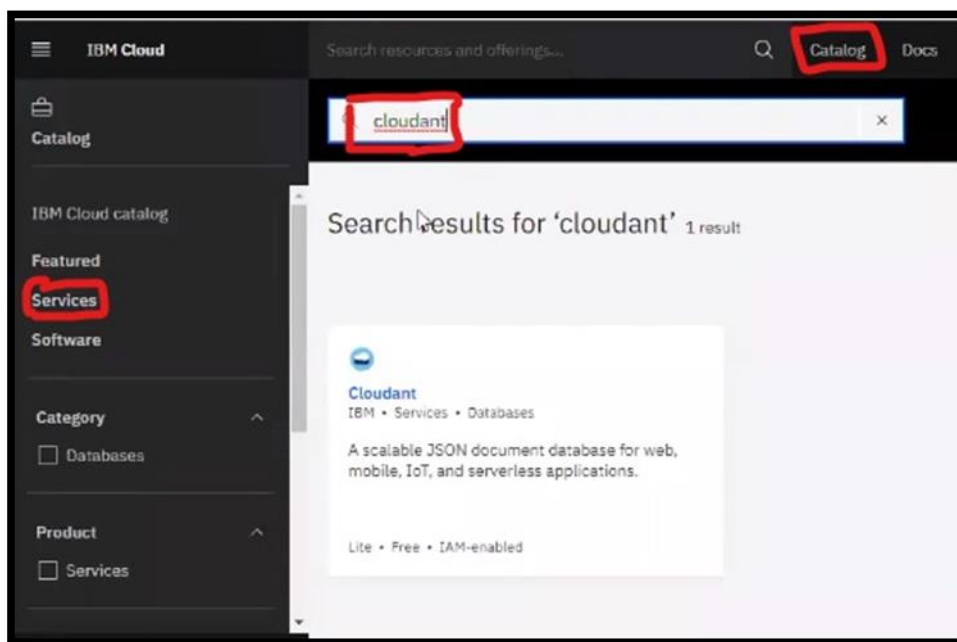 IBM Cloud
Search resources and offerings...
Catalog
Docs
Catalog
cloudant
IBM Cloud catalog
Featured
Services
Software
Category
Databases
Product
Services
Search results for 'cloudant' 1 result
Cloudant
IBM • Services • Databases
A scalable JSON document database for web,
mobile, IoT, and serverless applications.
Lite • Free • IAM-enabled